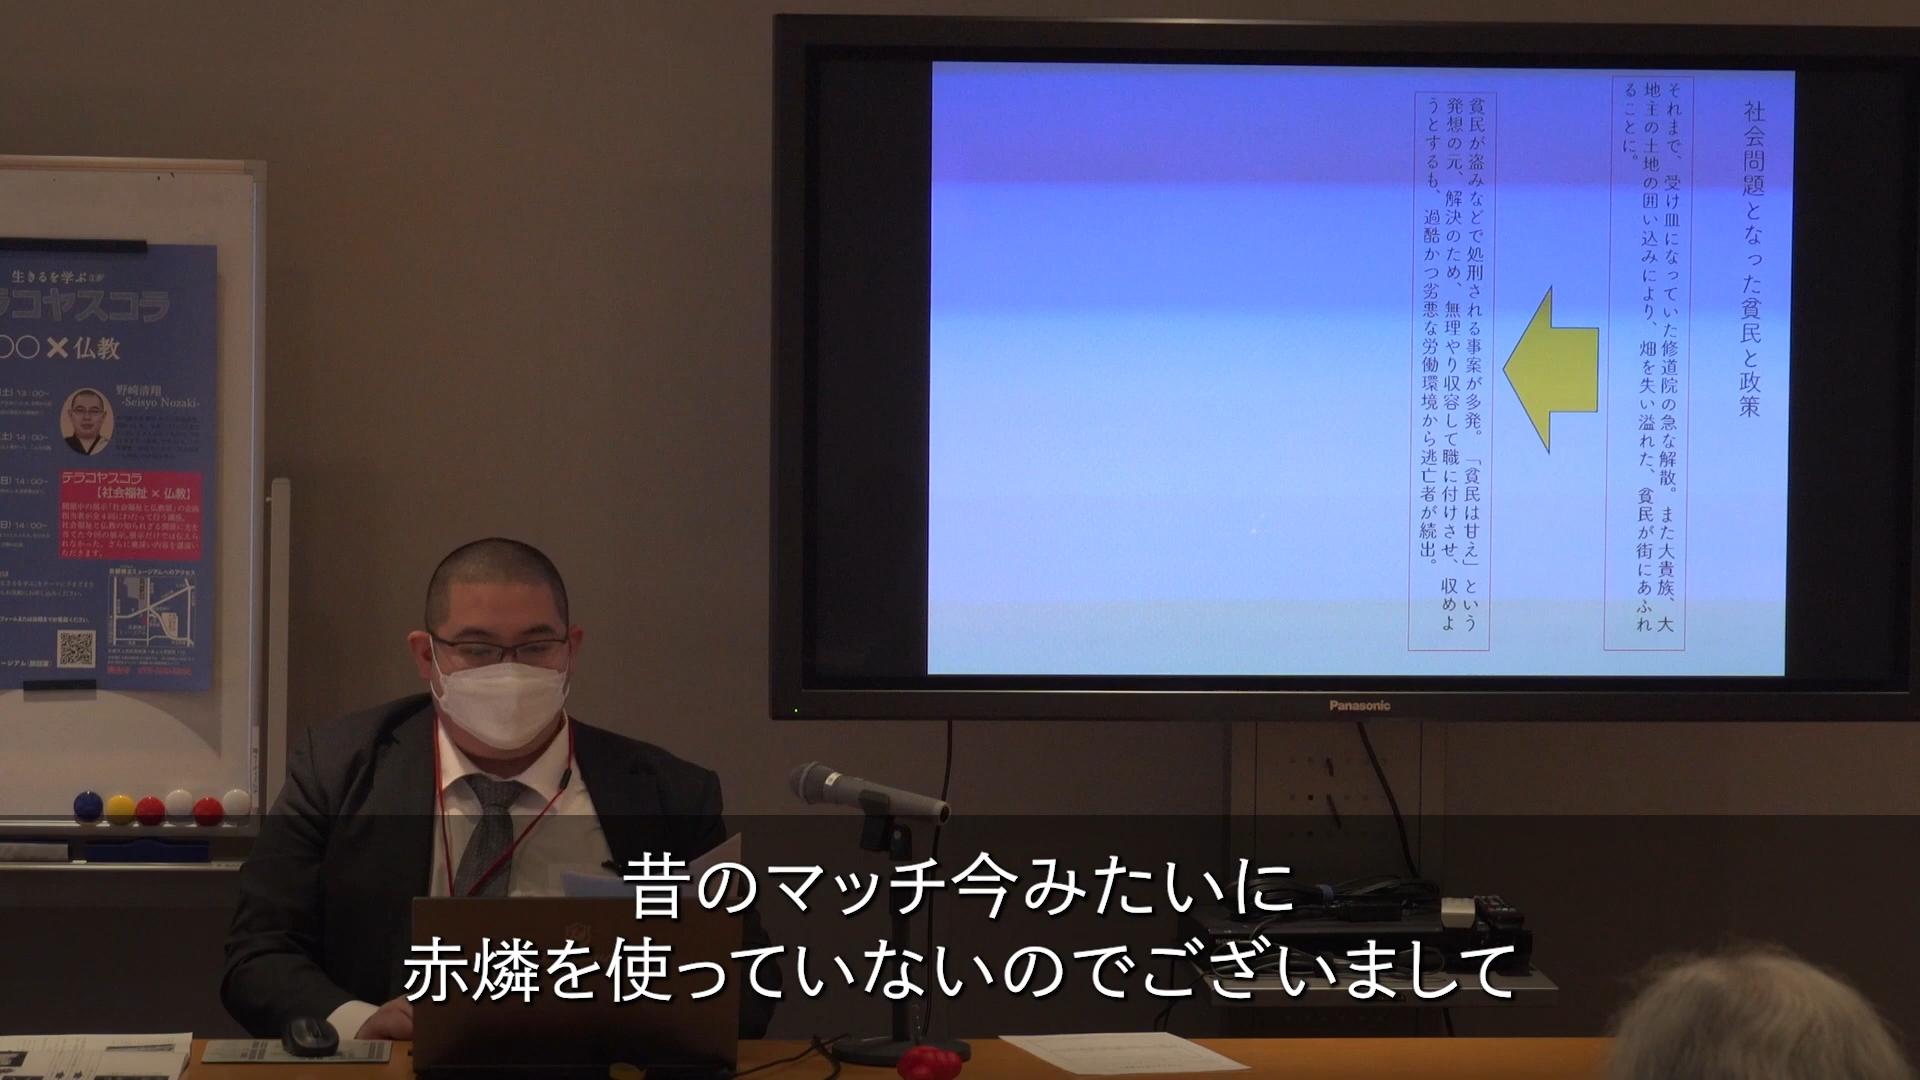 社会問題となった貧民と政策
それまで、受け皿になっていた修道院の急な解散。また大貴族、大
地主の土地の囲い込みにより、畑を失い溢れた、貧民が街にあふれ
ることに。
貧民が盗みなどで処刑される事案が多発。「貧民は甘え」という
発想の元、解決のため、無理やり収容して職に付けさせ、収めよ
うとするも、過酷かつ劣悪な労働環境から逃亡者が続出。
Panasonic
生きるを学ぶ
ラコヤスコラ
○○×仏教
野崎清翔
-Seisyo Nozaki-
テラコヤスコラ
【社会福祉×仏教】
昔のマッチ今みたいに
赤燐を使っていないのでございまして